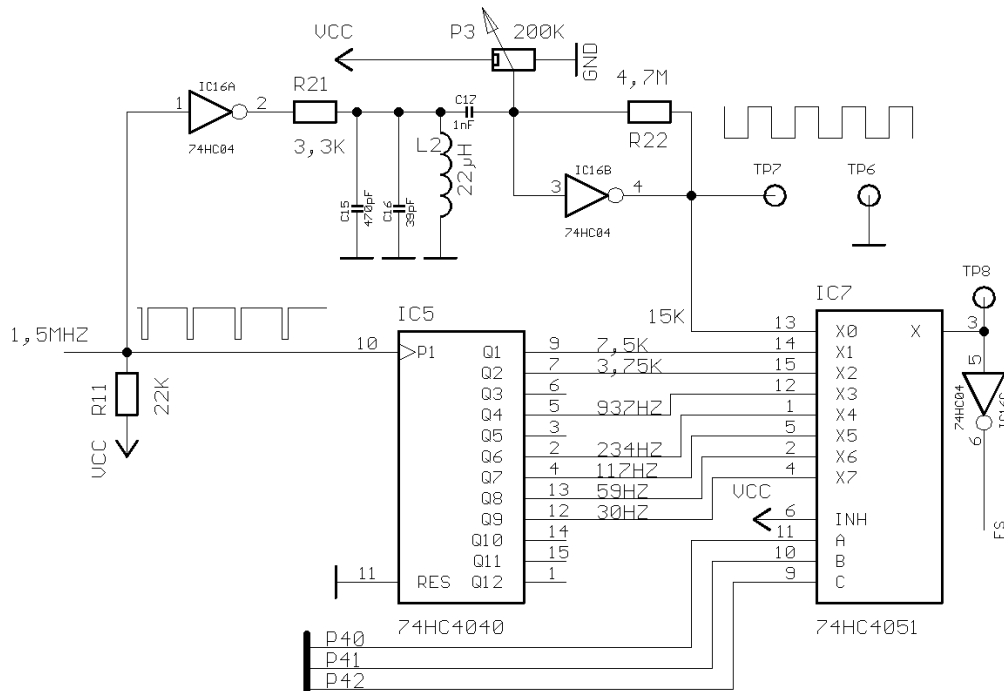 P3
200K
VCC
GND
IC16A
R21
1
2
74HC04
3,3K
C15
470pF
C16
39pF
L2
22µH
C17
1nF
4,7M
R22
IC16B
3
4
74HC04
TP7
TP6
1,5MHZ
R11
22K
VCC
IC5
10
P1
Q1
9
7,5K
Q2
7
3,75K
Q3
6
Q4
5
937HZ
Q5
3
Q6
2
234HZ
Q7
4
117HZ
Q8
13
59HZ
Q9
12
30HZ
Q10
14
Q11
15
11
RES
Q12
1
74HC4040
15K
IC7
13
X0
X
3
14
X1
15
X2
12
X3
1
X4
5
X5
2
X6
4
X7
VCC
6
INH
11
A
10
B
9
C
74HC4051
TP8
5
74HC04
IC16C
6
FS
P40
P41
P42